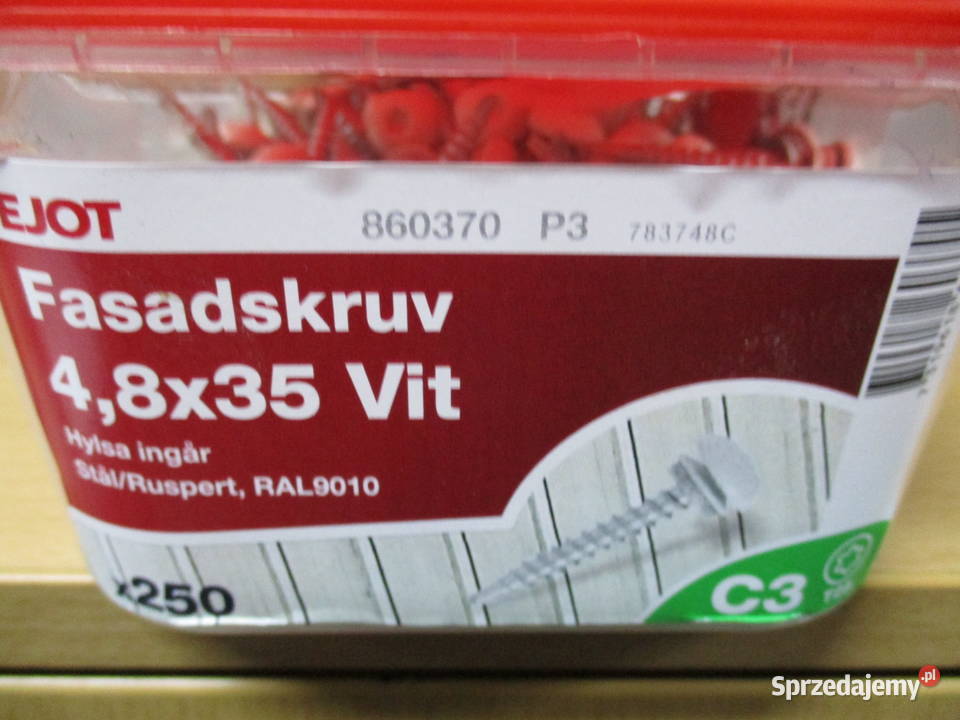 EJOT
860370 P3 783748C
Fasadskruv
4,8x35 Vit
Hylsa ingår
Stål/Ruspert, RAL9010
x250
C3
Sprzedajemy.pl